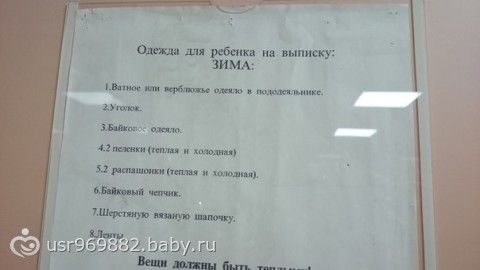 Одежда для ребенка на выписку:
ЗИМА:
1.Ватное или верблюжье одеяло в пододеяльнике.
2.Уголок.
3.Байковое одеяло.
4.2 пеленки (теплая и холодная)
5.2 распашонки (теплая и холодная).
6.Байковый чепчик.
7.Шерстяную вязаную шапочку.
8.Ленты
Вещи должны быть
usr969882.baby.ru